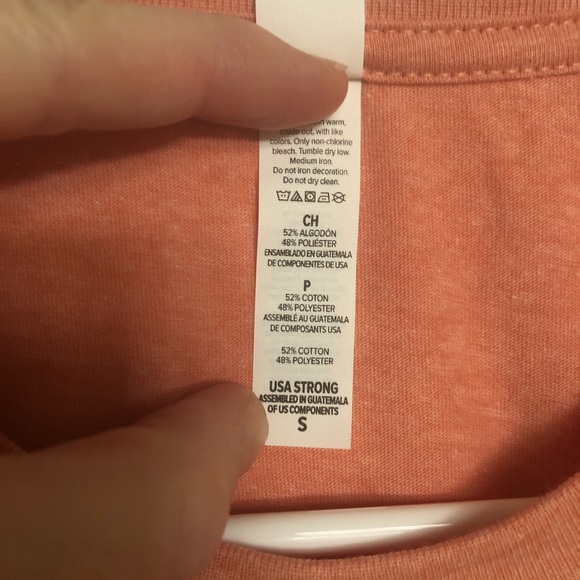 warm,
inside out, with like
colors. Only non-chlorine
bleach. Tumble dry low.
Medium iron.
Do not iron decoration.
Do not dry clean.
CH
52% ALGODÓN
48% POLIÉSTER
ENSAMBLADO EN GUATEMALA
DE COMPONENTES DE USA
P
52% COTON
48% POLYESTER
ASSEMBLÉ AU GUATEMALA
DE COMPOSANTS USA
52% COTTON
48% POLYESTER
USA STRONG
ASSEMBLED IN GUATEMALA
OF US COMPONENTS
S